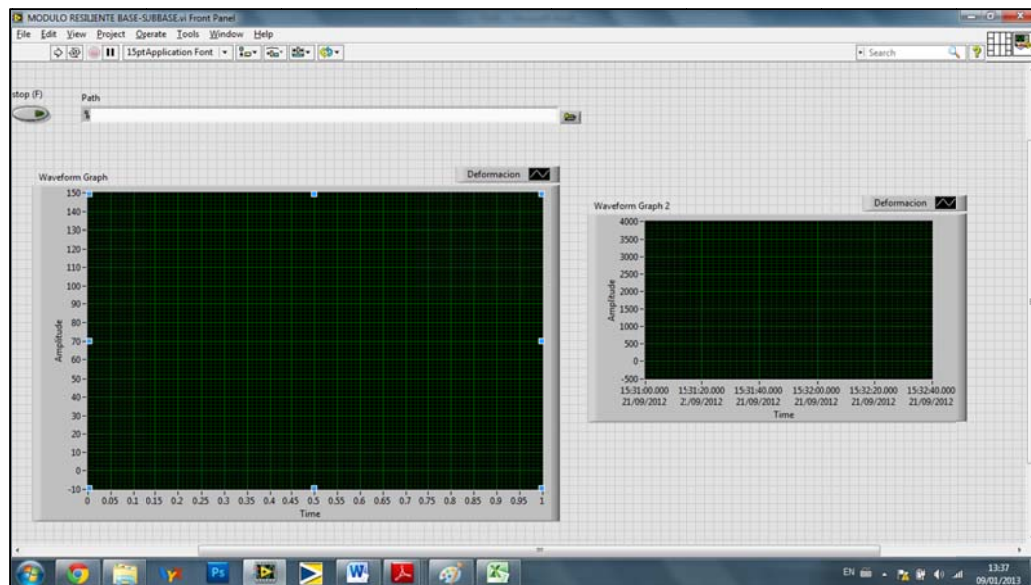 MODULO RESILIENTE BASE-SUBBASE.vi Front Panel
File Edit View Project Operate Tools Window Help
15ptApplication Font
Search
stop (F)
Path
Waveform Graph
Deformacion
150
140
130
120
110
100
90
80
70
60
50
40
30
20
10
0
-10
Amplitude
0 0.05 0.1 0.15 0.2 0.25 0.3 0.35 0.4 0.45 0.5 0.55 0.6 0.65 0.7 0.75 0.8 0.85 0.9 0.95 1
Time
Waveform Graph 2
Deformacion
4000
3500
3000
2500
2000
1500
1000
500
0
-500
Amplitude
15:31:00.000 15:31:20.000 15:31:40.000 15:32:00.000 15:32:20.000 15:32:40.000
21/09/2012 21/09/2012 21/09/2012 21/09/2012 21/09/2012 21/09/2012
Time
Ps
W
X
EN
13:37
09/01/2013